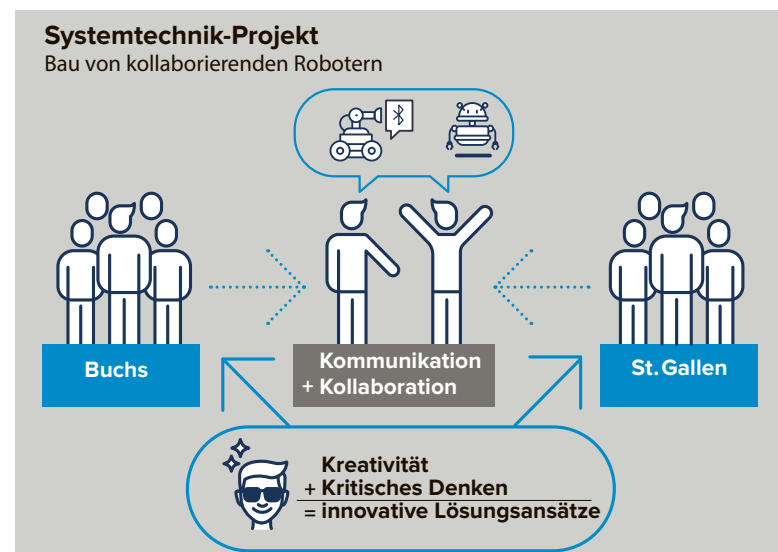 Systemtechnik-Projekt
Bau von kollaborierenden Robotern
Buchs
Kommunikation
+ Kollaboration
St. Gallen
Kreativität
+ Kritisches Denken
= innovative Lösungsansätze